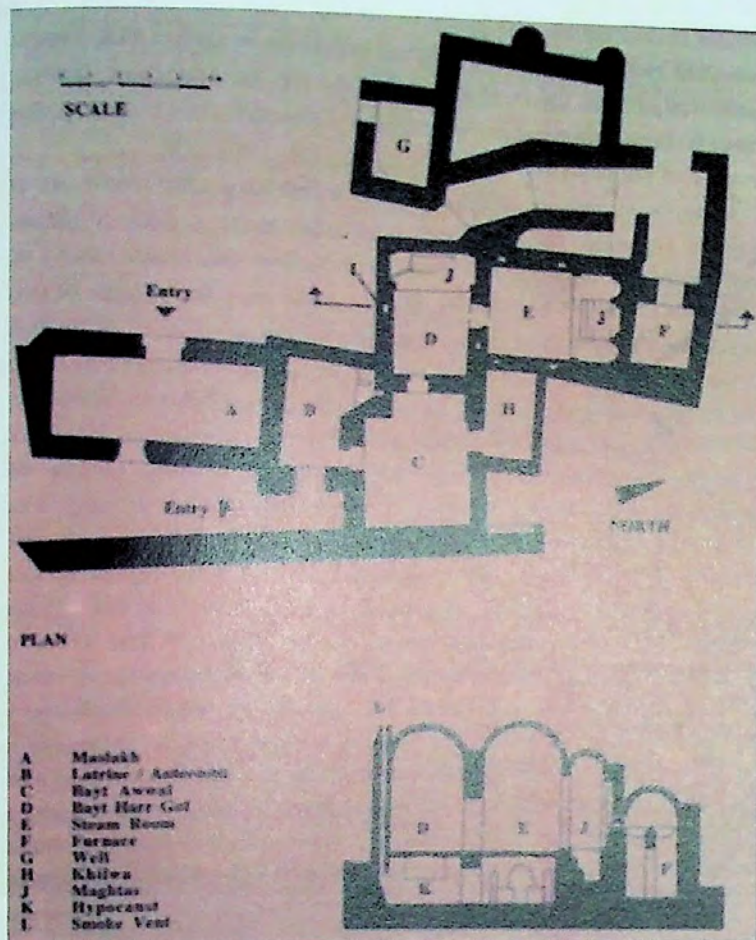 SCALE
G
L
J
Entry
E
J
D
F
A
B
H
C
Entry
NORTH
PLAN
A Maslakh
B Latrine / Anteroom
C Bayt Awwal
D Bayt Harr Gof
E Steam Room
F Furnace
G Well
H Khilwa
J Maghtas
K Hypocaust
L Smoke Vent
L
D E J
F
K